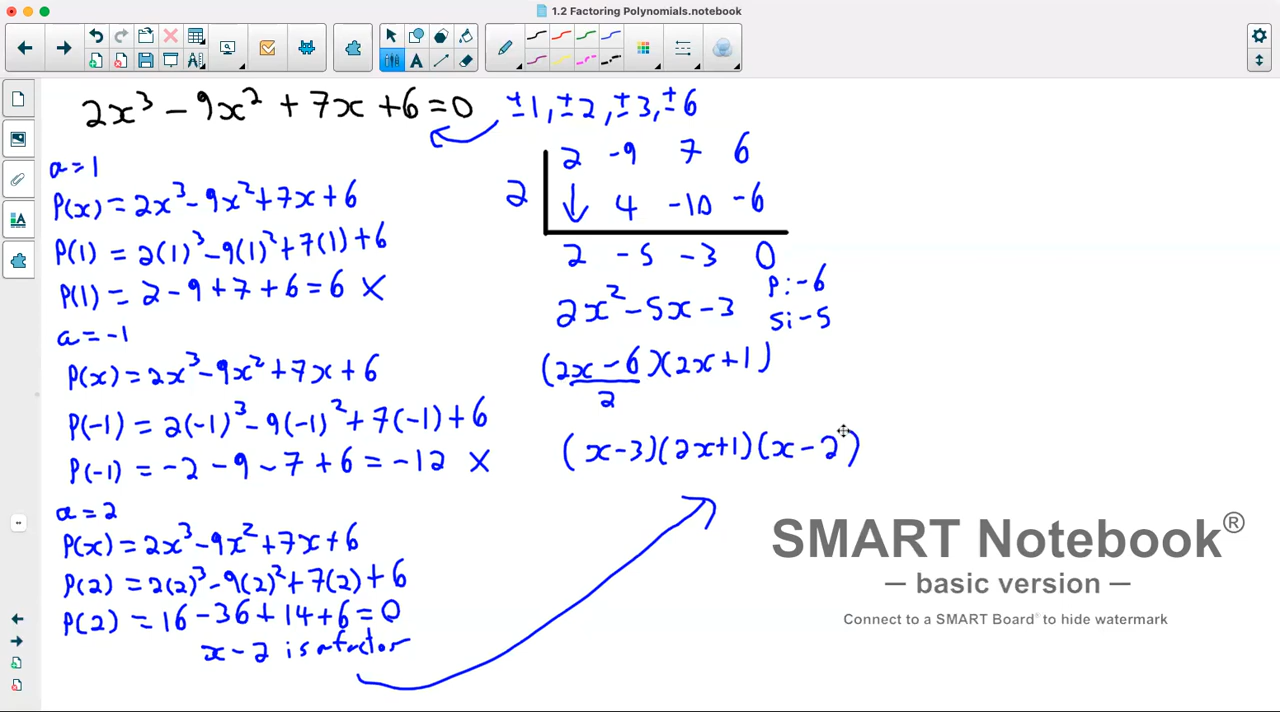 1.2 Factoring Polynomials.notebook
2x³ – 9x² + 7x + 6 = 0
±1, ±2, ±3, ±6
a = 1
P(x) = 2x³ – 9x² + 7x + 6
P(1) = 2(1)³ – 9(1)² + 7(1) + 6
P(1) = 2 – 9 + 7 + 6 = 6 X
a = –1
P(x) = 2x³ – 9x² + 7x + 6
P(–1) = 2(–1)³ – 9(–1)² + 7(–1) + 6
P(–1) = –2 – 9 – 7 + 6 = –12 X
a = 2
P(x) = 2x³ – 9x² + 7x + 6
P(2) = 2(2)³ – 9(2)² + 7(2) + 6
P(2) = 16 – 36 + 14 + 6 = 0
x – 2 is a factor
2 –9 7 6
2 ↓ 4 –10 –6
2 –5 –3 0
P: –6
2x² – 5x – 3
S: –5
(2x – 6)(2x + 1)
2
(x – 3)(2x + 1)(x – 2)
SMART Notebook®
— basic version —
Connect to a SMART Board® to hide watermark